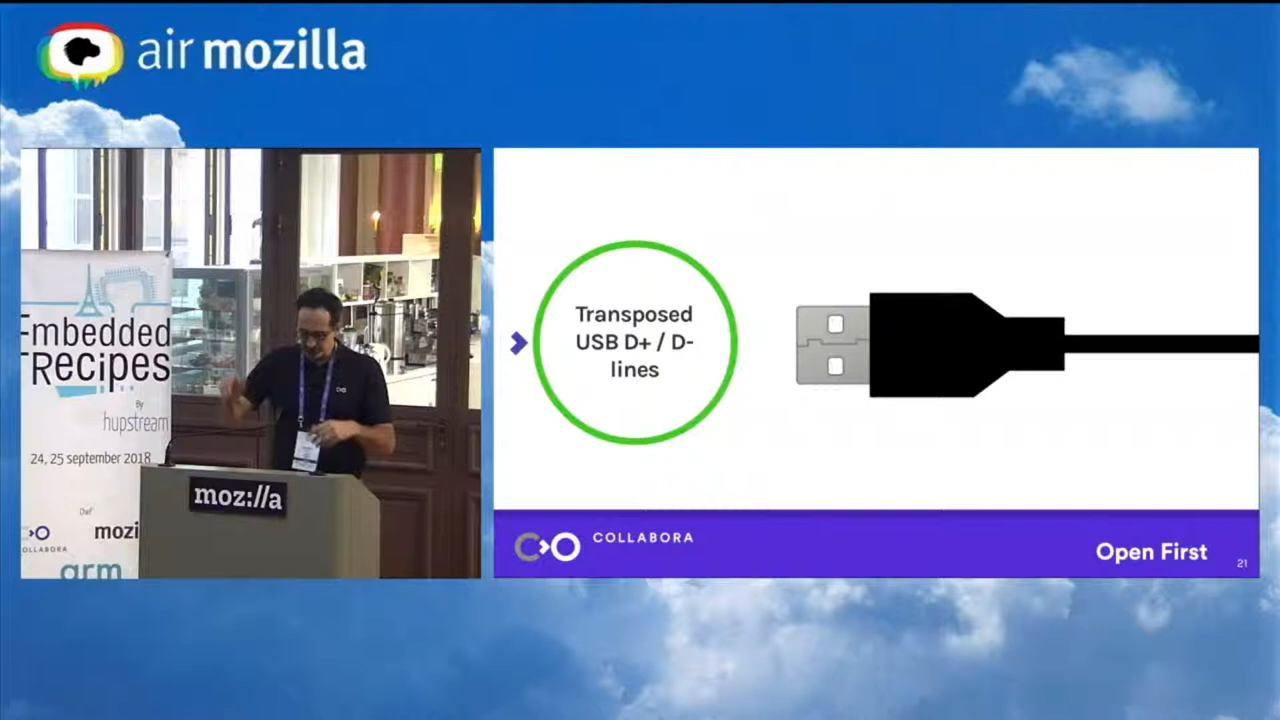 air mozilla
Embedded
Recipes
By
hupstream
24, 25 september 2018
mozi
OLLABORA
arm
moz://a
Transposed
USB D+ / D-
lines
COLLABORA
Open First
21